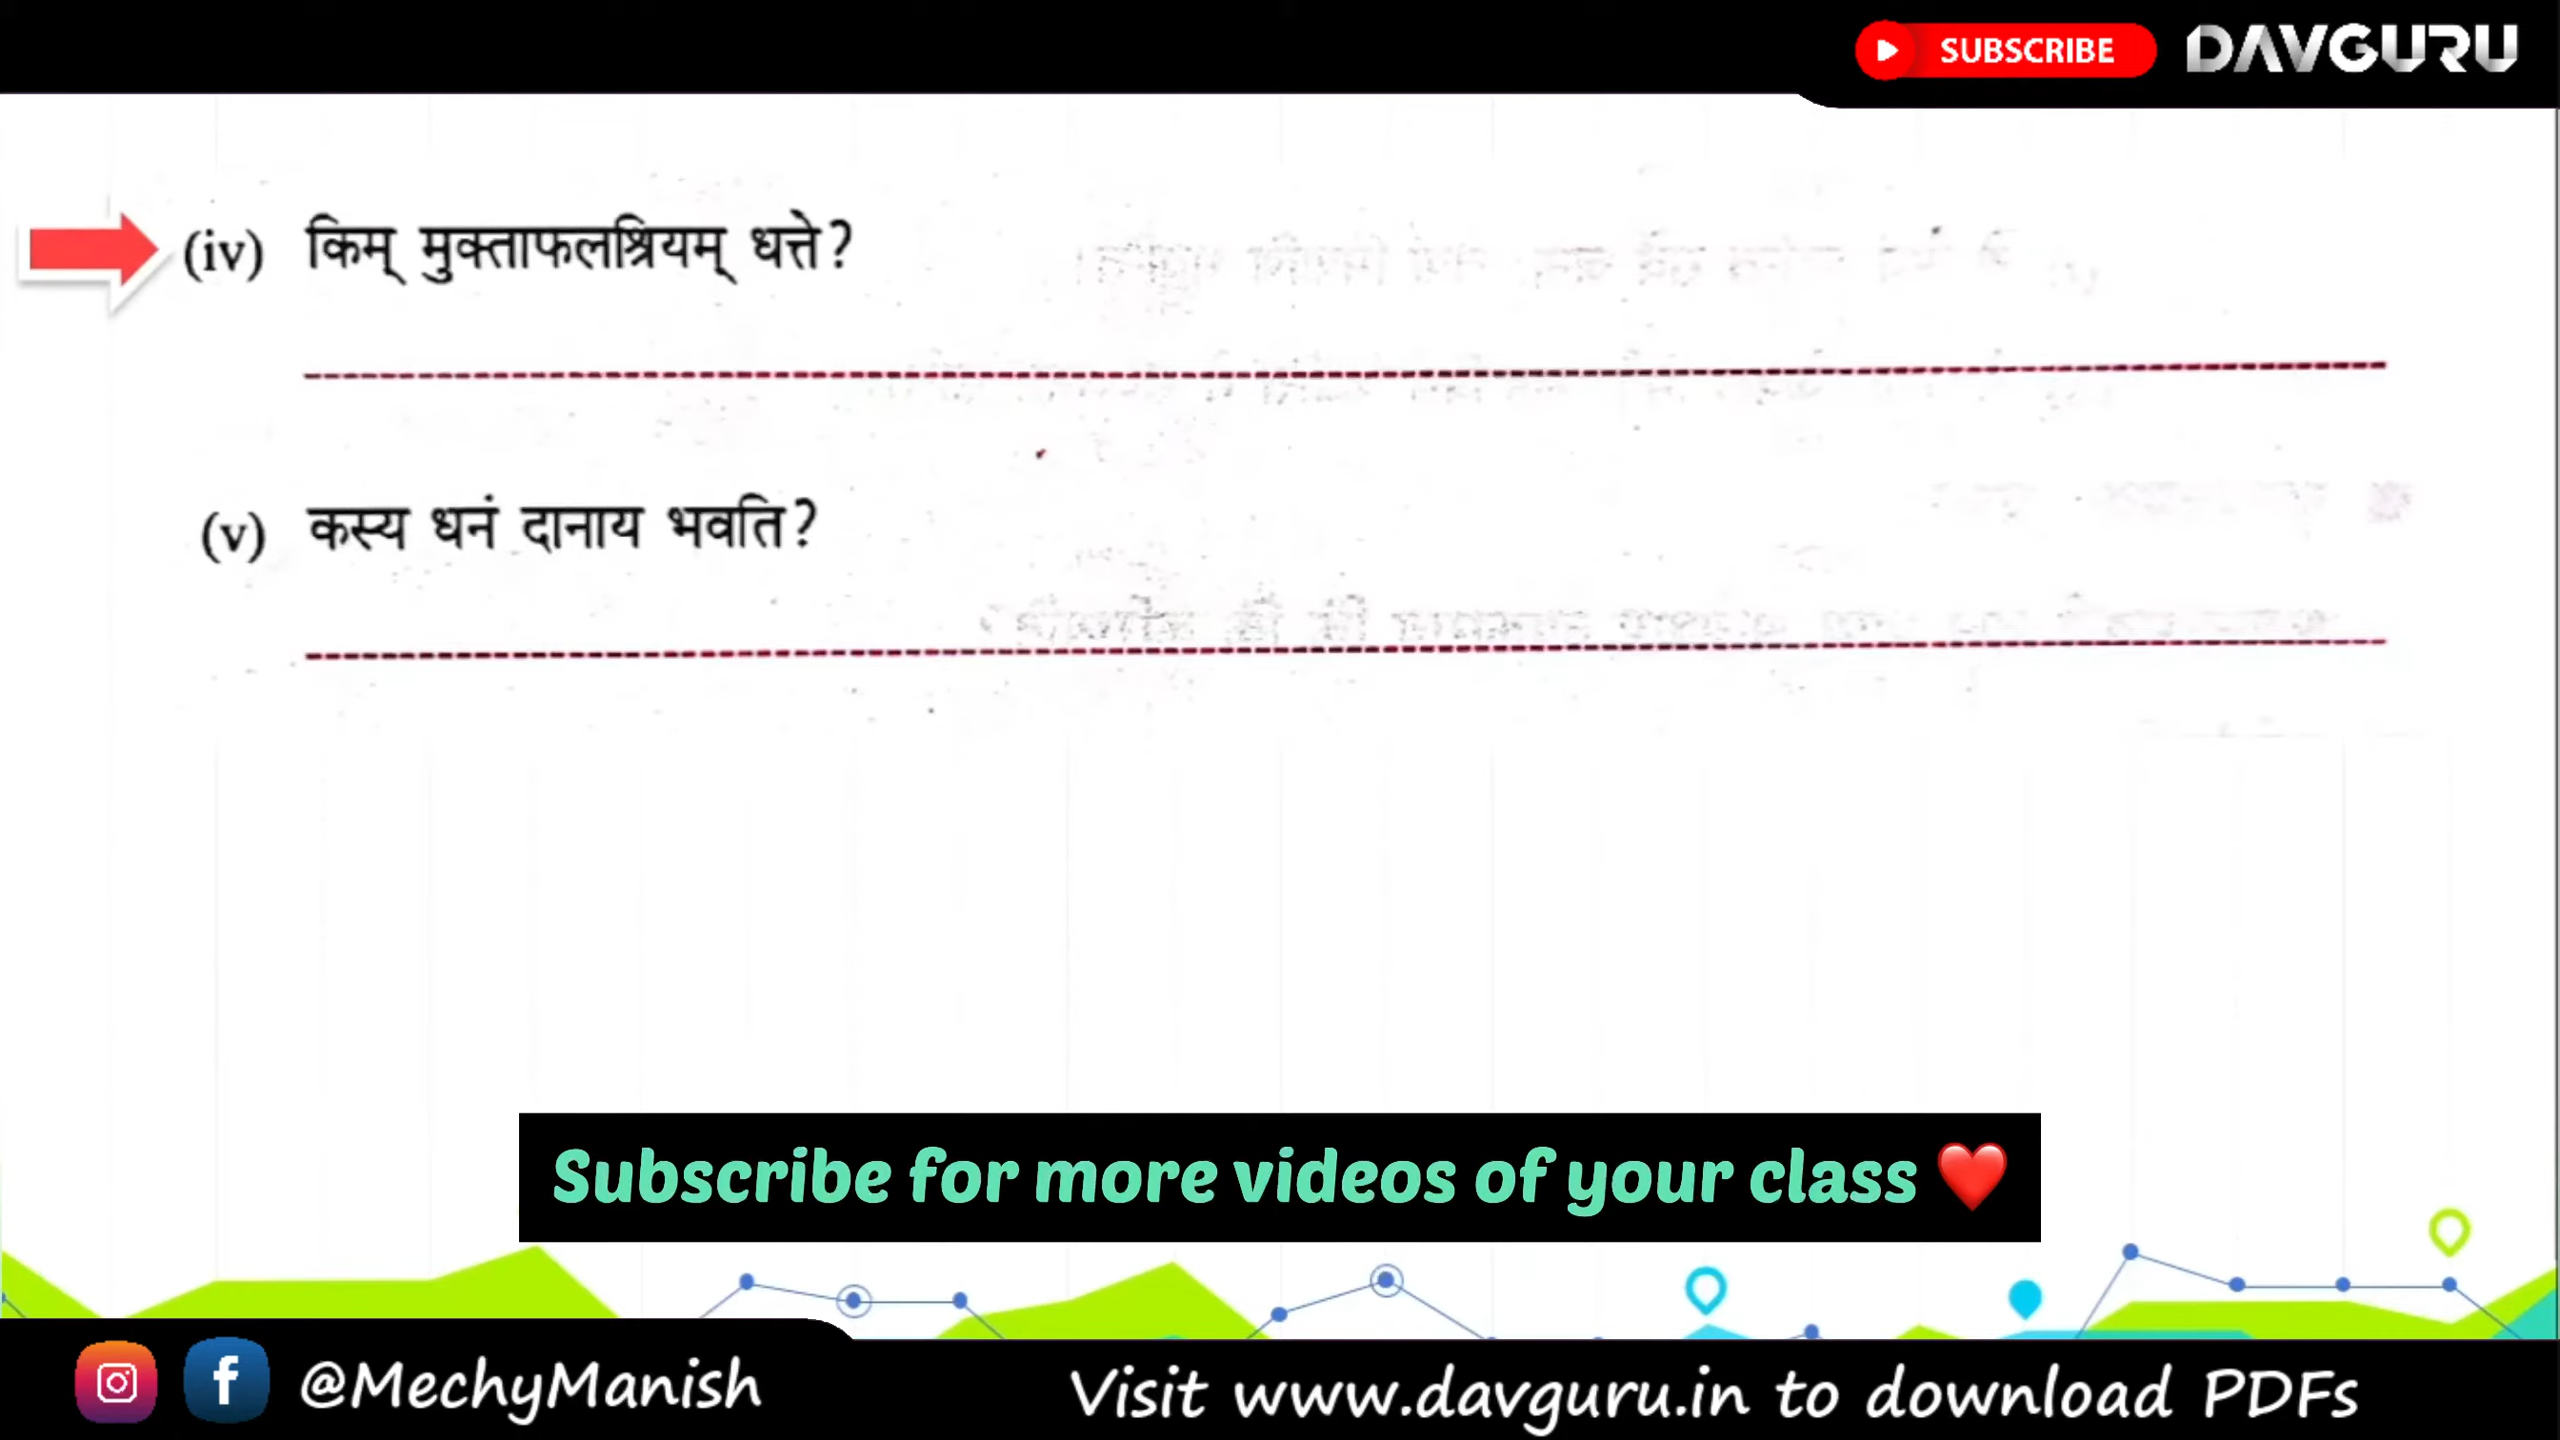 SUBSCRIBE DAVGURU
(iv) किम् मुक्ताफलश्रियम् धत्ते?
(v) कस्य धनं दानाय भवति?
Subscribe for more videos of your class ❤️
@MechyManish Visit www.davguru.in to download PDFs